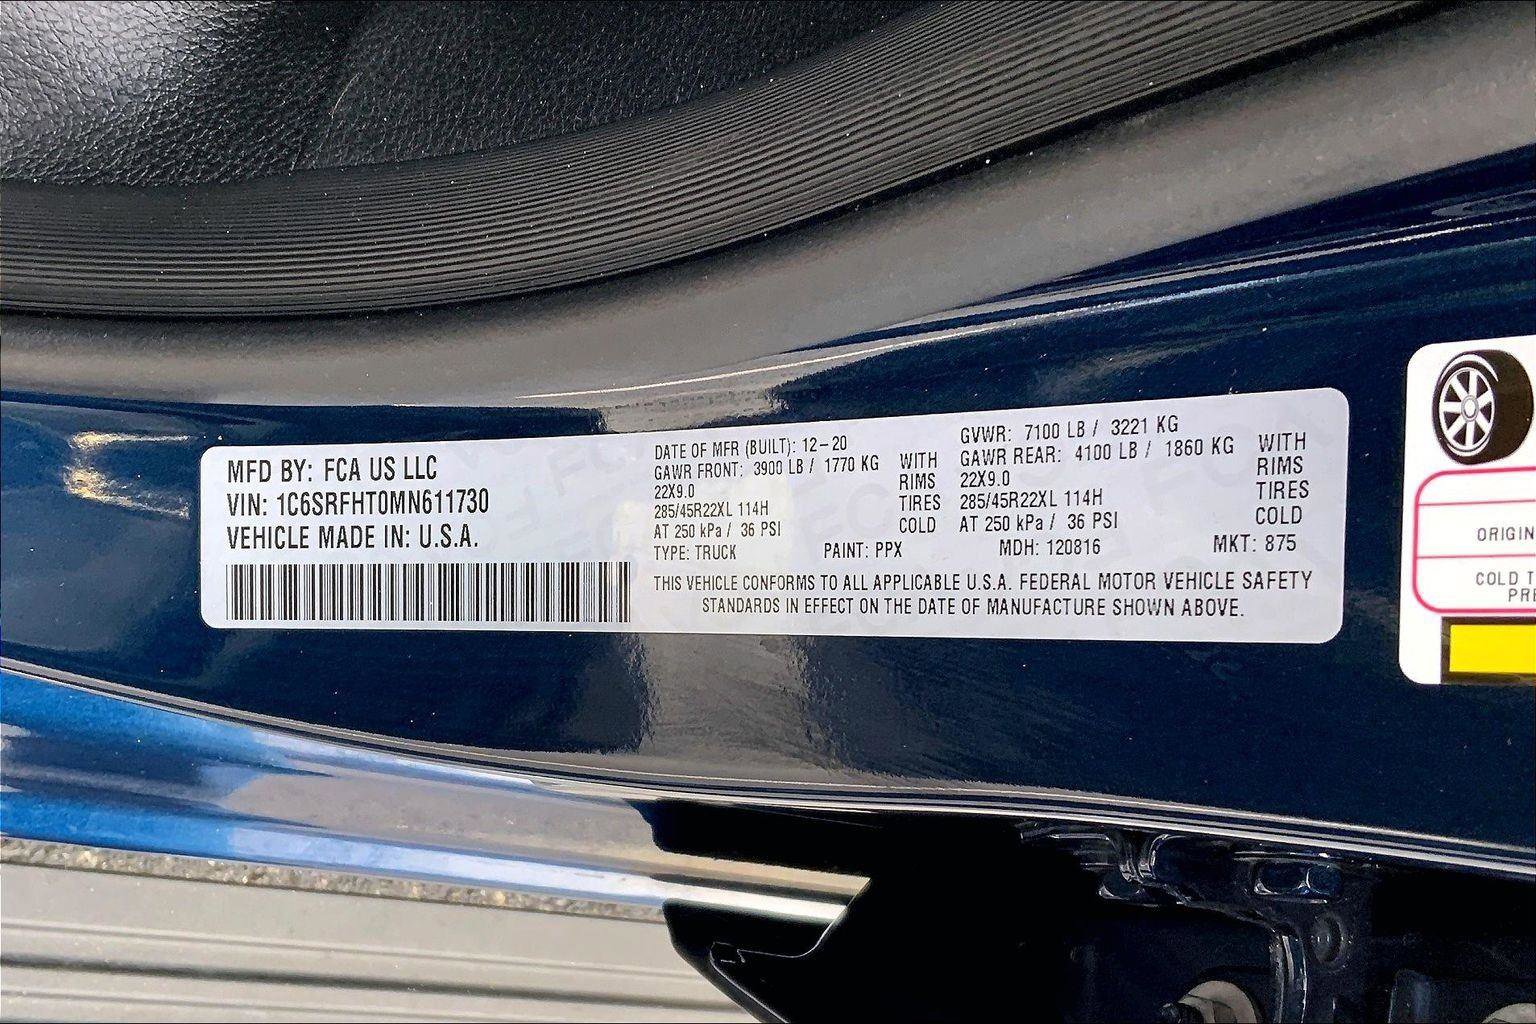 MFD BY: FCA US LLC
VIN: 1C6SRFHT0MN611730
VEHICLE MADE IN: U.S.A.
DATE OF MFR (BUILT): 12-20
GAWR FRONT: 3900 LB / 1770 KG
22X9.0
285/45R22XL 114H
AT 250 kPa / 36 PSI
WITH
RIMS
TIRES
COLD
GVWR: 7100 LB / 3221 KG
GAWR REAR: 4100 LB / 1860 KG
22X9.0
285/45R22XL 114H
AT 250 kPa / 36 PSI
WITH
RIMS
TIRES
COLD
TYPE: TRUCK PAINT: PPX MDH: 120816 MKT: 875
THIS VEHICLE CONFORMS TO ALL APPLICABLE U.S.A. FEDERAL MOTOR VEHICLE SAFETY
STANDARDS IN EFFECT ON THE DATE OF MANUFACTURE SHOWN ABOVE.
ORIGIN
COLD T
PRE